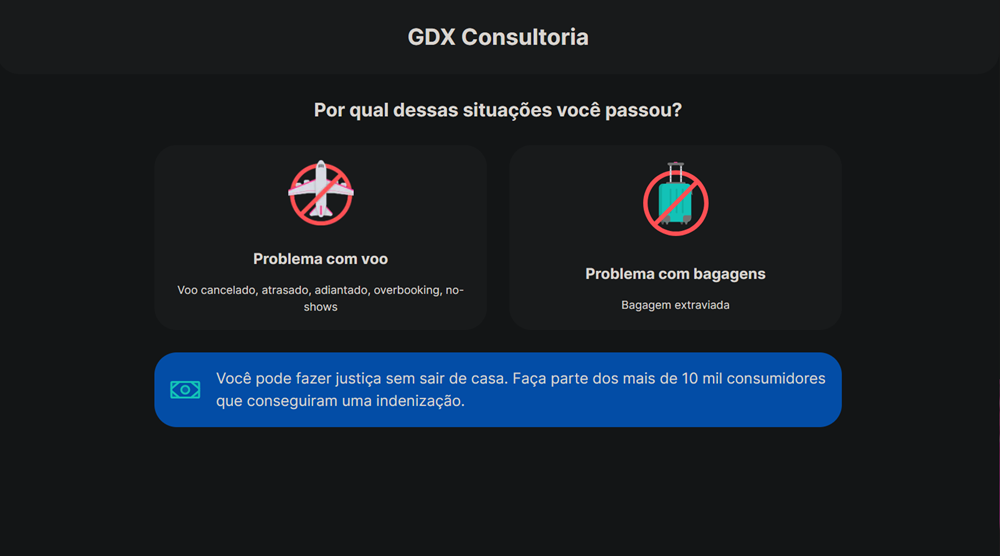 GDX Consultoria
Por qual dessas situações você passou?
Problema com voo
Voo cancelado, atrasado, adiantado, overbooking, no-
shows
Problema com bagagens
Bagagem extraviada
Você pode fazer justiça sem sair de casa. Faça parte dos mais de 10 mil consumidores
que conseguiram uma indenização.